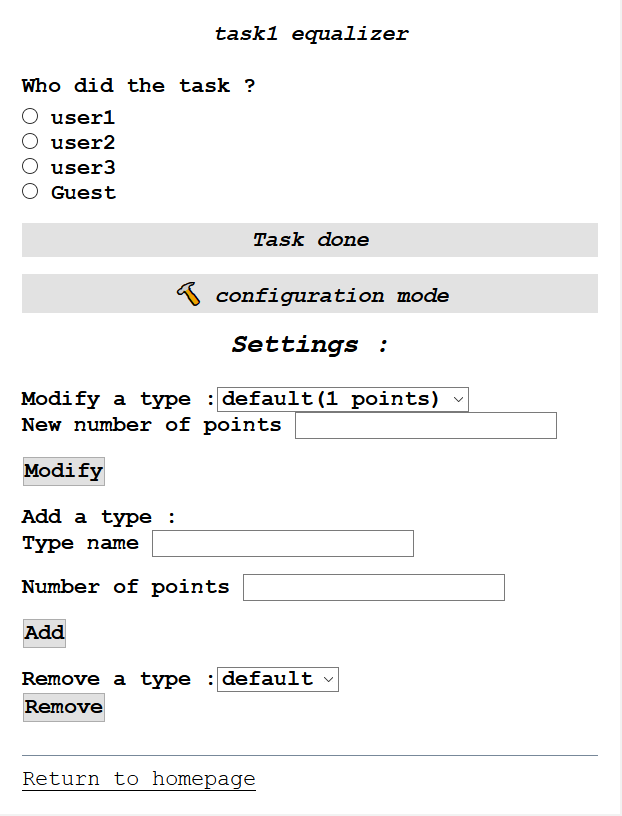 task1 equalizer
Who did the task ?
user1
user2
user3
Guest
Task done
configuration mode
Settings :
Modify a type : default(1 points)
New number of points
Modify
Add a type :
Type name
Number of points
Add
Remove a type : default
Remove
Return to homepage